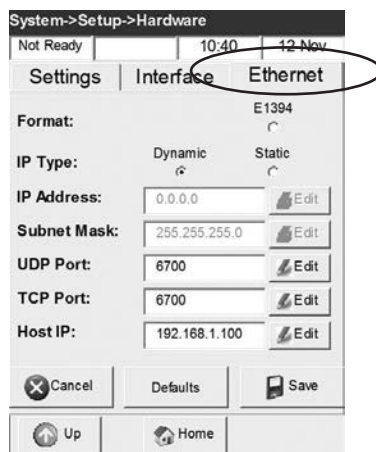 System->Setup->Hardware
Not Ready 10:40 12 Nov
Settings Interface Ethernet
Format: E1394
IP Type: Dynamic Static
IP Address: 0.0.0.0 Edit
Subnet Mask: 255.255.255.0 Edit
UDP Port: 6700 Edit
TCP Port: 6700 Edit
Host IP: 192.168.1.100 Edit
Cancel Defaults Save
Up Home